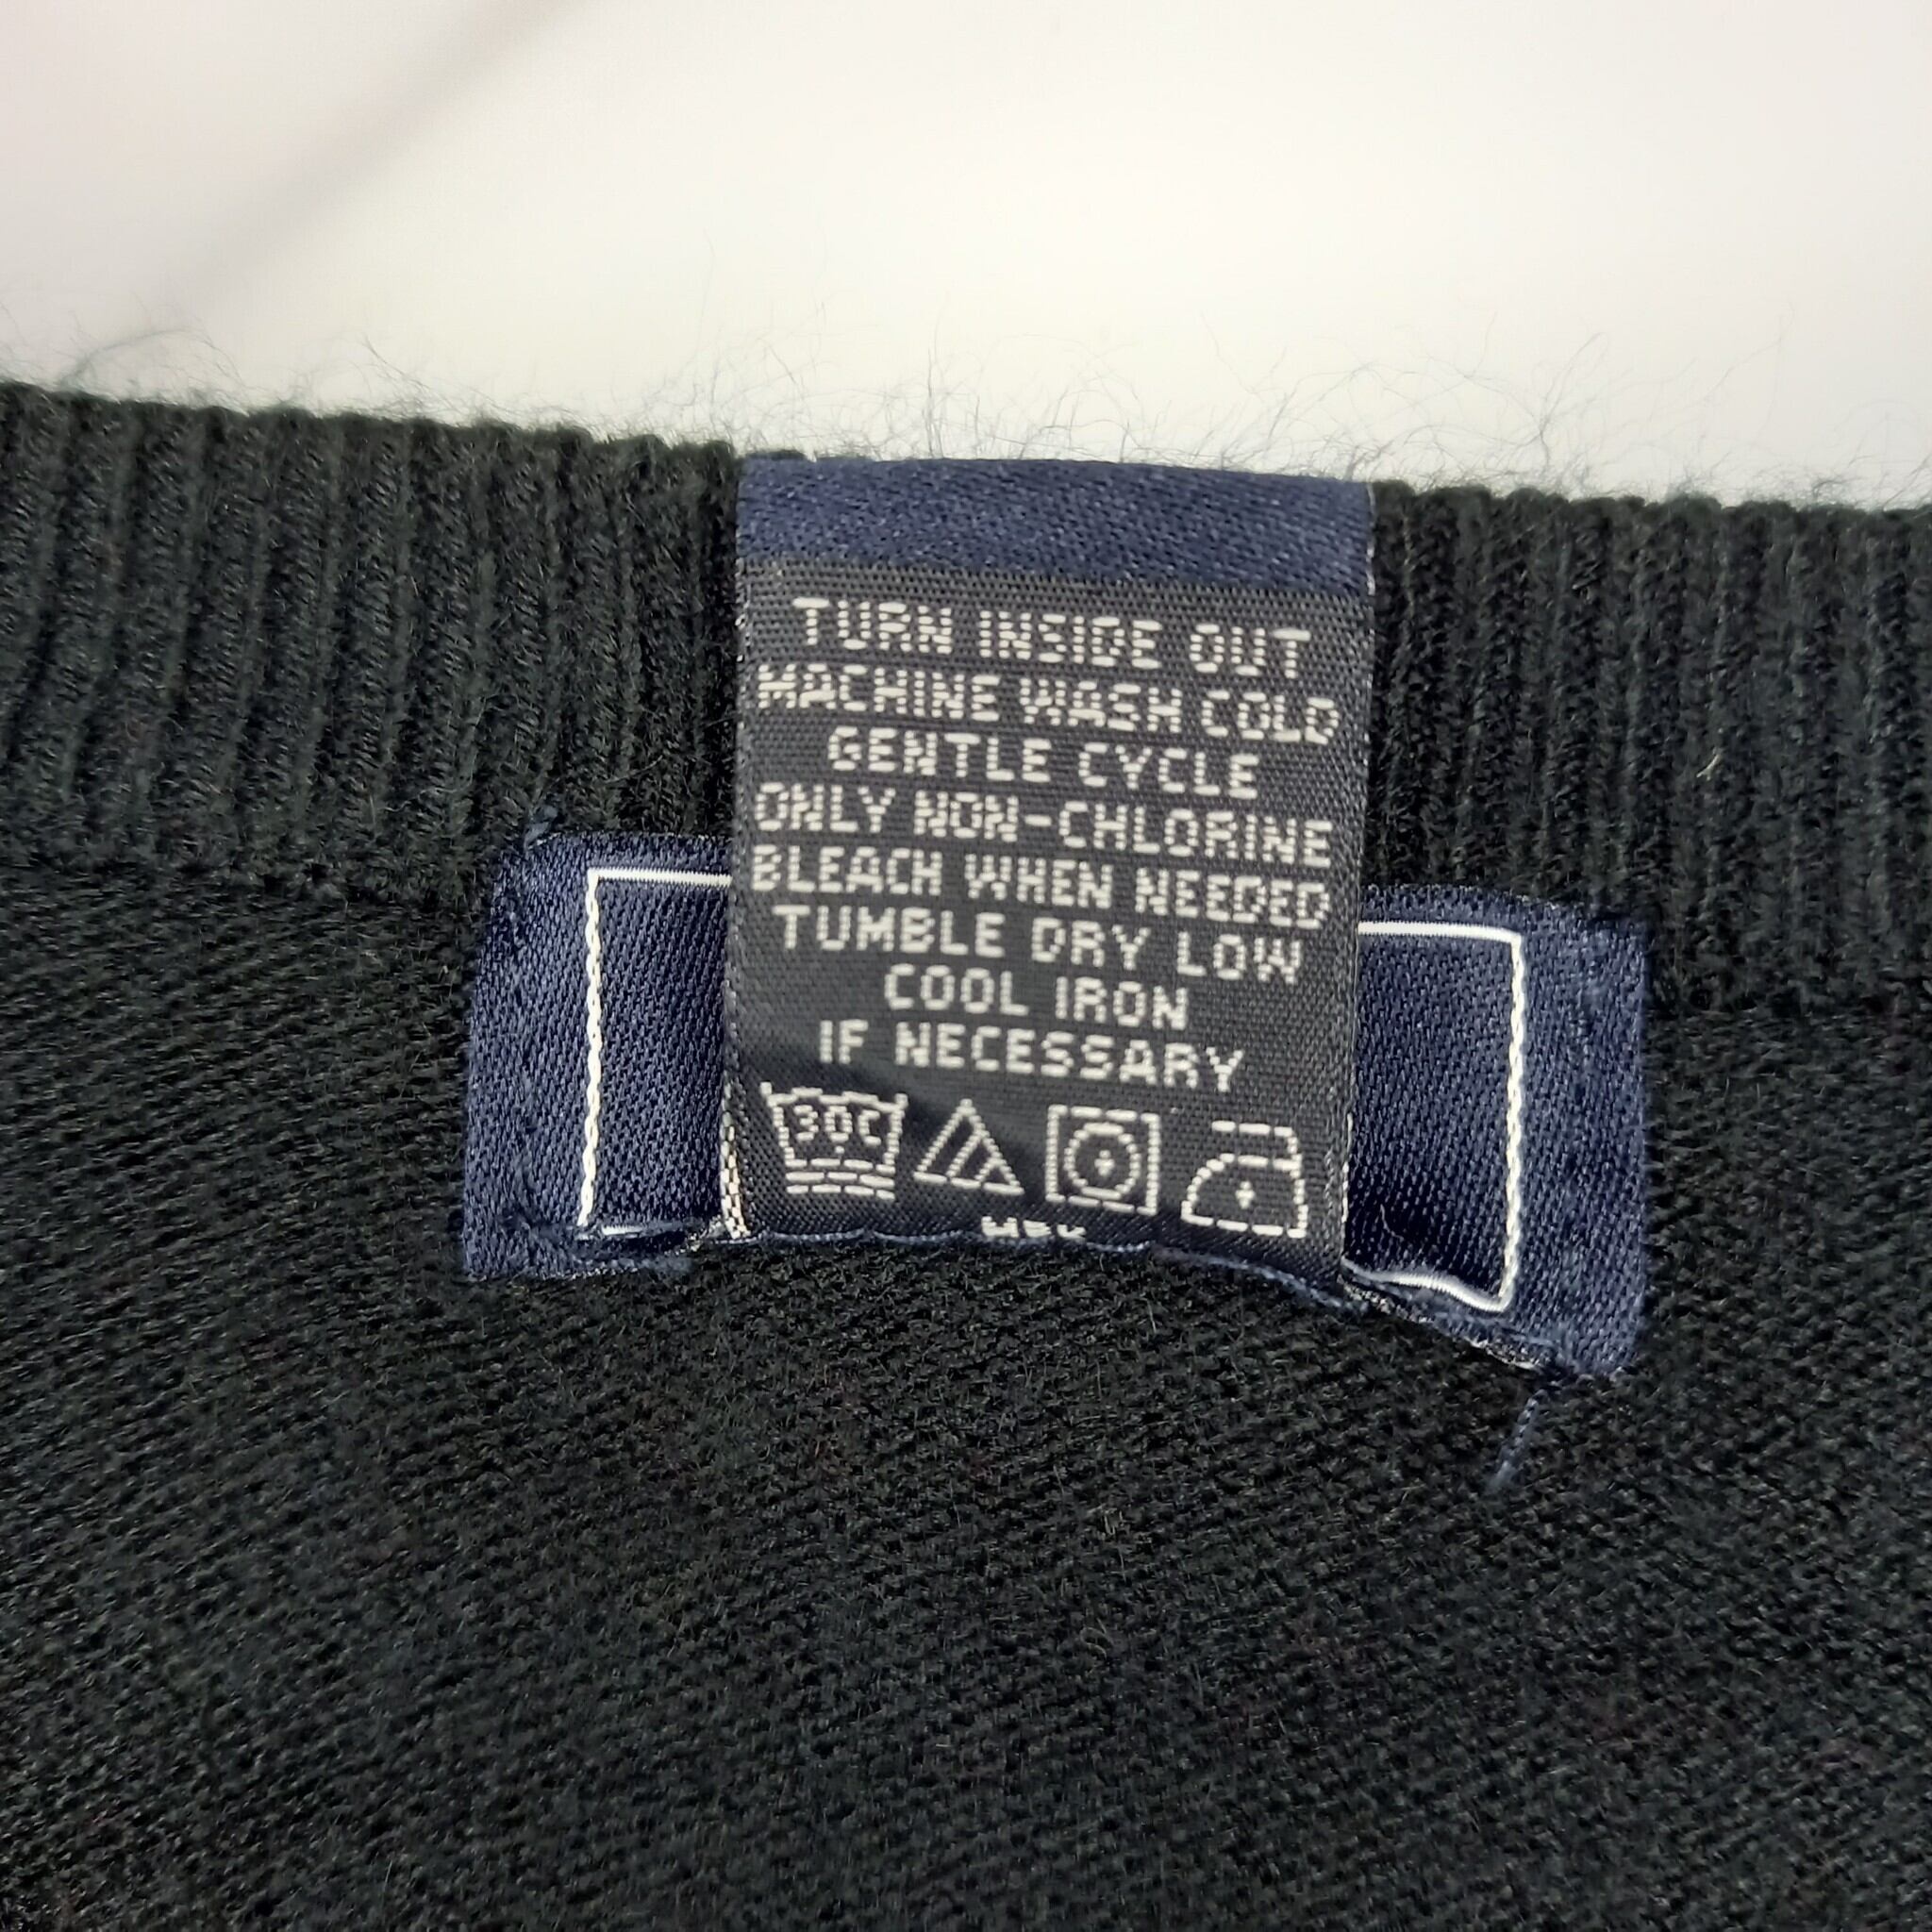 TURN INSIDE OUT
MACHINE WASH COLD
GENTLE CYCLE
ONLY NON-CHLORINE
BLEACH WHEN NEEDED
TUMBLE DRY LOW
COOL IRON
IF NECESSARY
30C